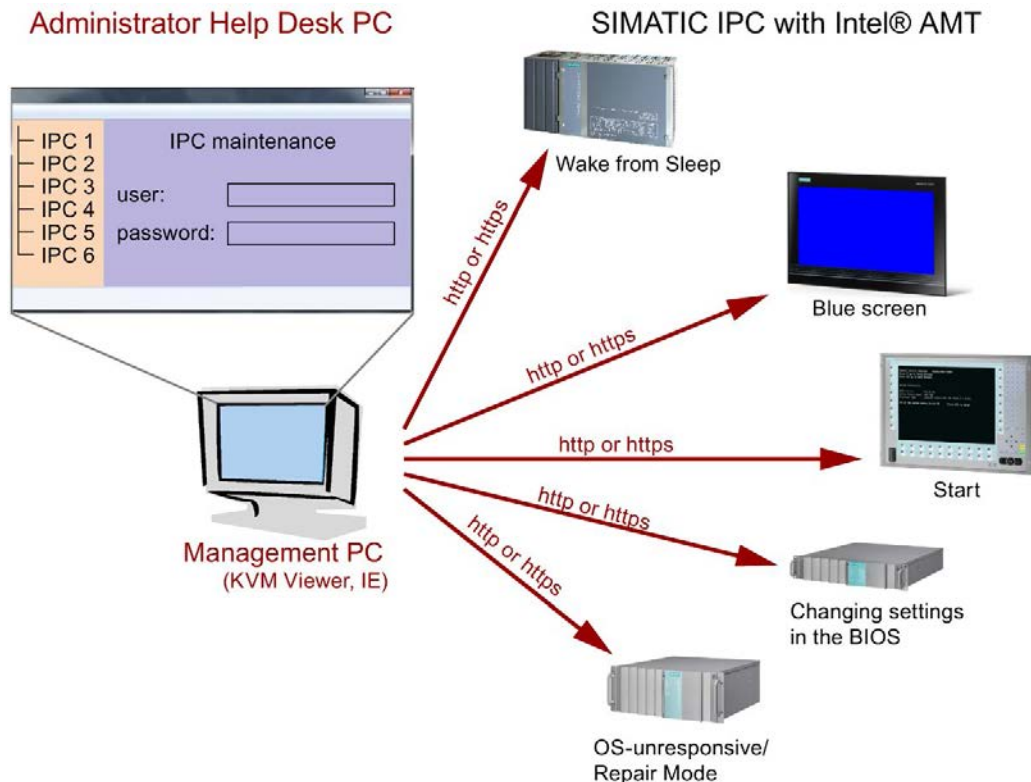 Administrator Help Desk PC
SIMATIC IPC with Intel® AMT
IPC 1
IPC 2
IPC 3
IPC 4
IPC 5
IPC 6
IPC maintenance
user:
password:
Management PC
(KVM Viewer, IE)
http or https
Wake from Sleep
http or https
Blue screen
http or https
Start
http or https
Changing settings
in the BIOS
http or https
OS-unresponsive/
Repair Mode